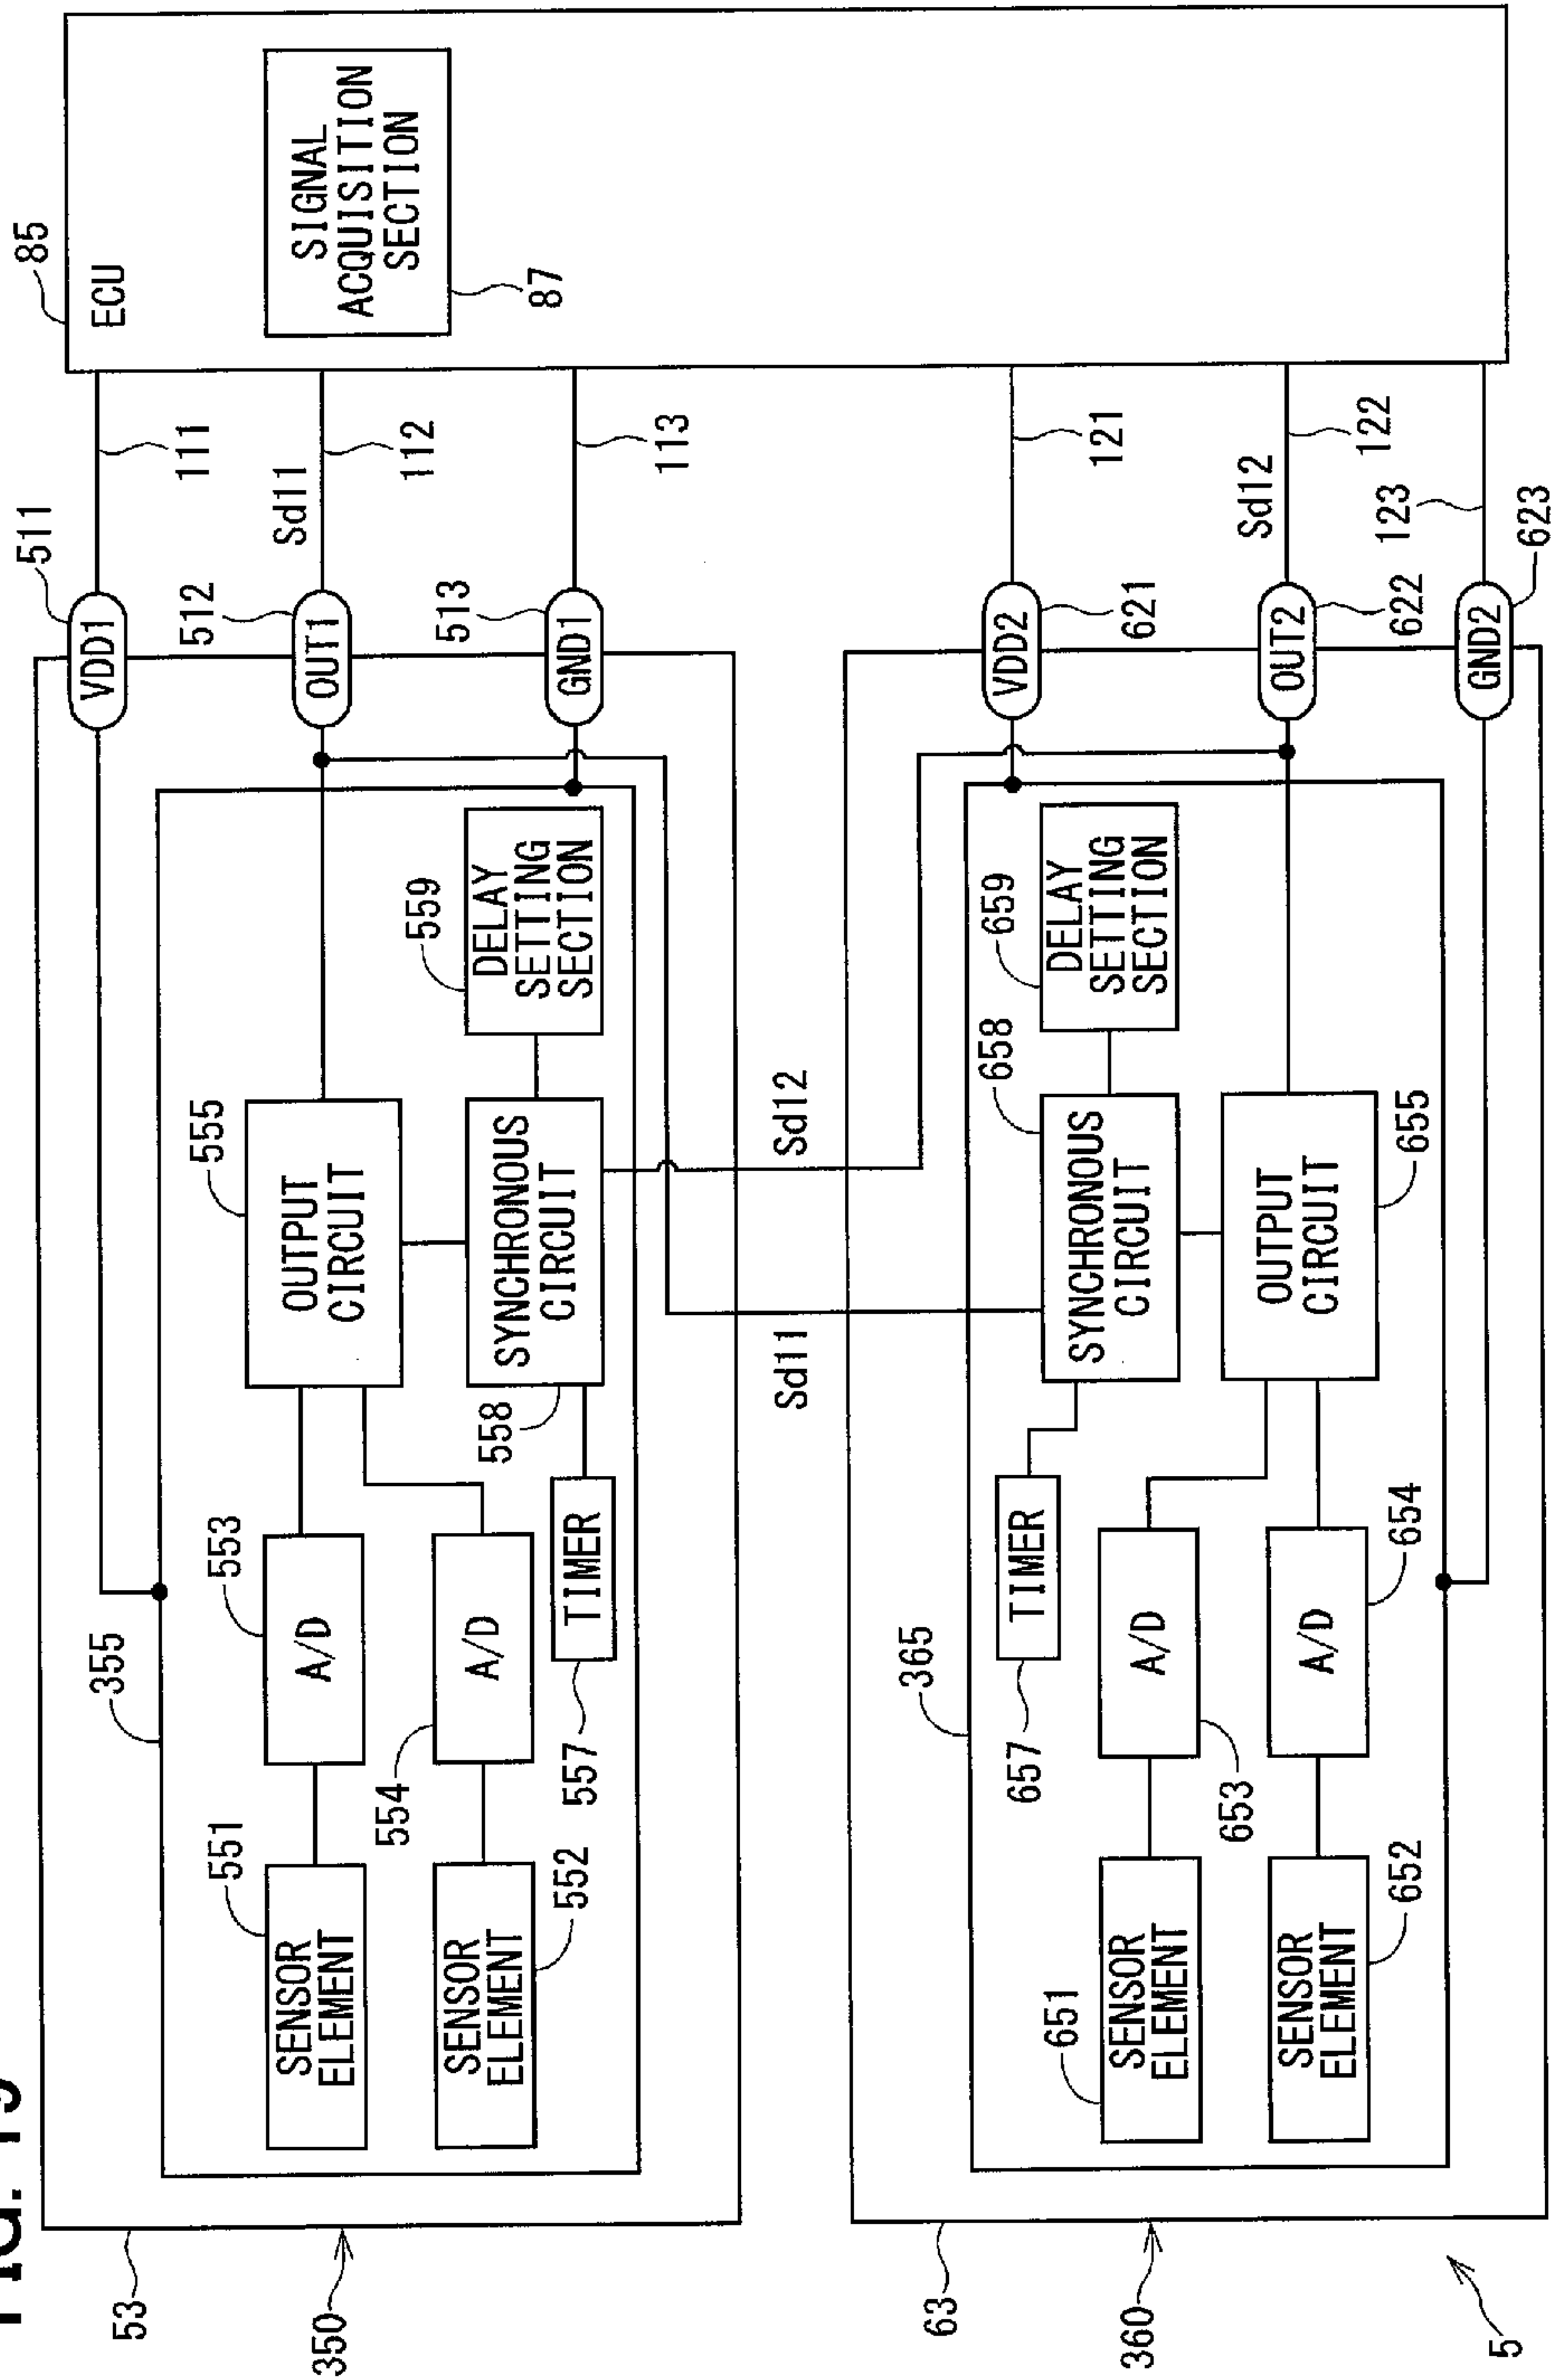 FIG. 19
53
350
355
551
SENSOR
ELEMENT
553
A/D
555
OUTPUT
CIRCUIT
552
SENSOR
ELEMENT
554
A/D
557
TIMER
558
SYNCHRONOUS
CIRCUIT
559
DELAY
SETTING
SECTION
511
VDD1
111
512
OUT1
Sd11
112
513
GND1
113
85
ECU
SIGNAL
ACQUISITION
SECTION
87
Sd11
Sd12
63
360
365
657
TIMER
658
SYNCHRONOUS
CIRCUIT
659
DELAY
SETTING
SECTION
651
SENSOR
ELEMENT
653
A/D
652
SENSOR
ELEMENT
654
A/D
655
OUTPUT
CIRCUIT
VDD2
621
121
OUT2
622
Sd12
122
GND2
623
123
5